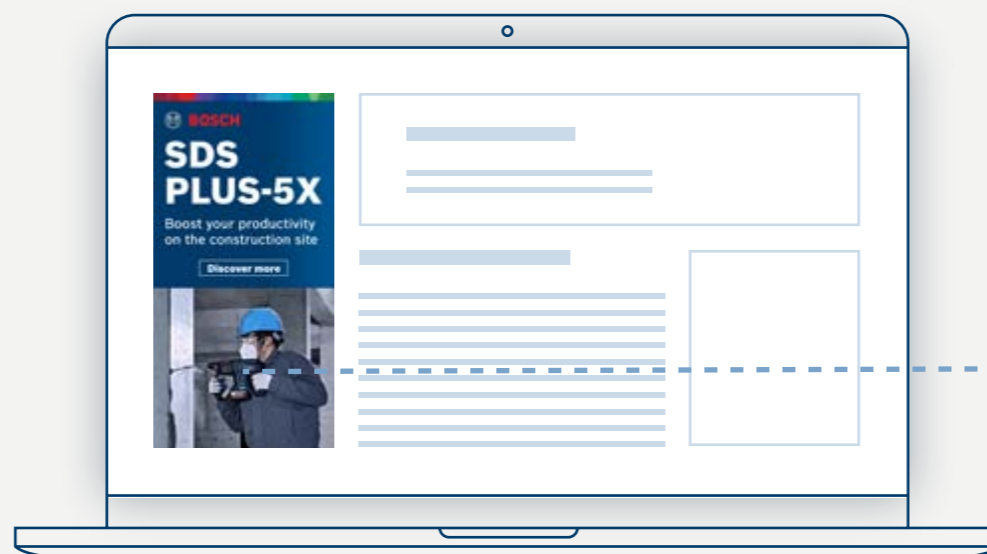 BOSCH
SDS
PLUS-5X
Boost your productivity
on the construction site
Discover more